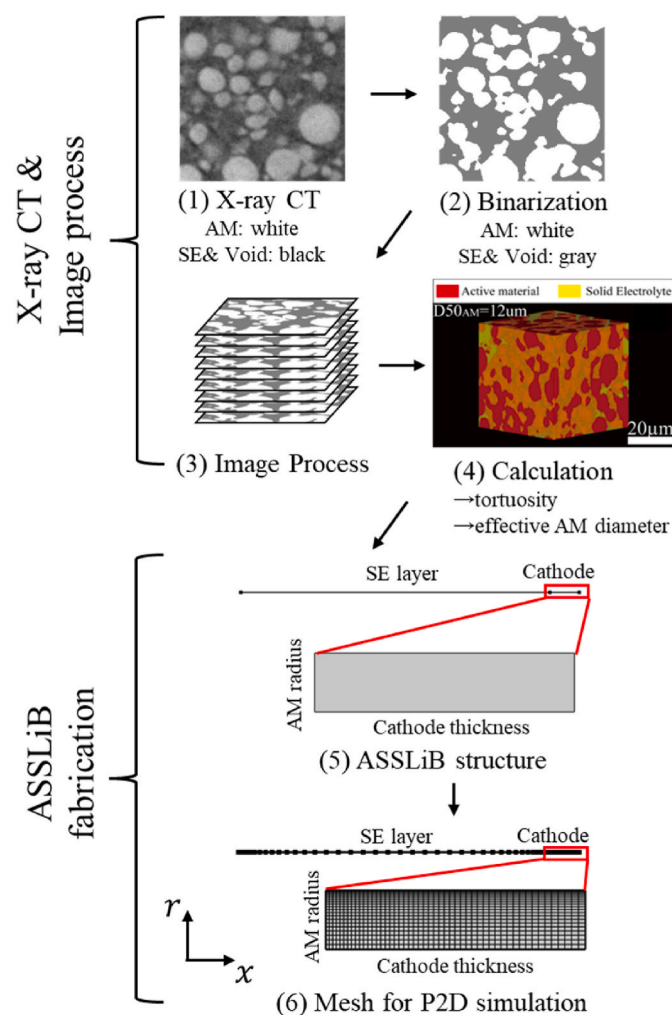 X-ray CT &
Image process
(1) X-ray CT
AM: white
SE& Void: black
(2) Binarization
AM: white
SE& Void: gray
(3) Image Process
Active material
Solid Electrolyte
D50AM=12um
20μm
(4) Calculation
→tortuosity
→effective AM diameter
ASSLiB
fabrication
SE layer
Cathode
AM radius
Cathode thickness
(5) ASSLiB structure
SE layer
Cathode
AM radius
Cathode thickness
r
x
(6) Mesh for P2D simulation